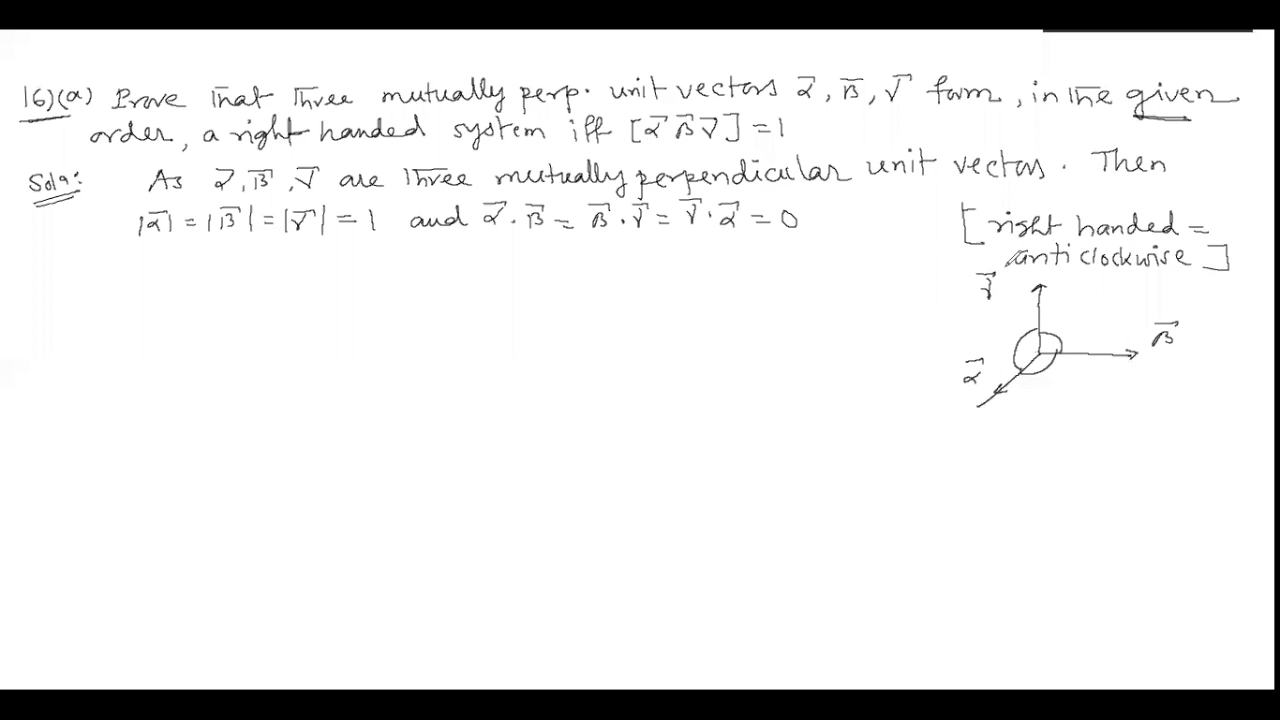 16)(a) Prove that three mutually perp. unit vectors α⃗, β⃗, γ⃗ form, in the given
order, a right handed system iff [α⃗ β⃗ γ⃗] = 1
Solⁿ: As α⃗, β⃗, γ⃗ are three mutually perpendicular unit vectors. Then
|α⃗| = |β⃗| = |γ⃗| = 1 and α⃗ . β⃗ = β⃗ . γ⃗ = γ⃗ . α⃗ = 0
[right handed =
anticlockwise]
γ⃗
β⃗
α⃗